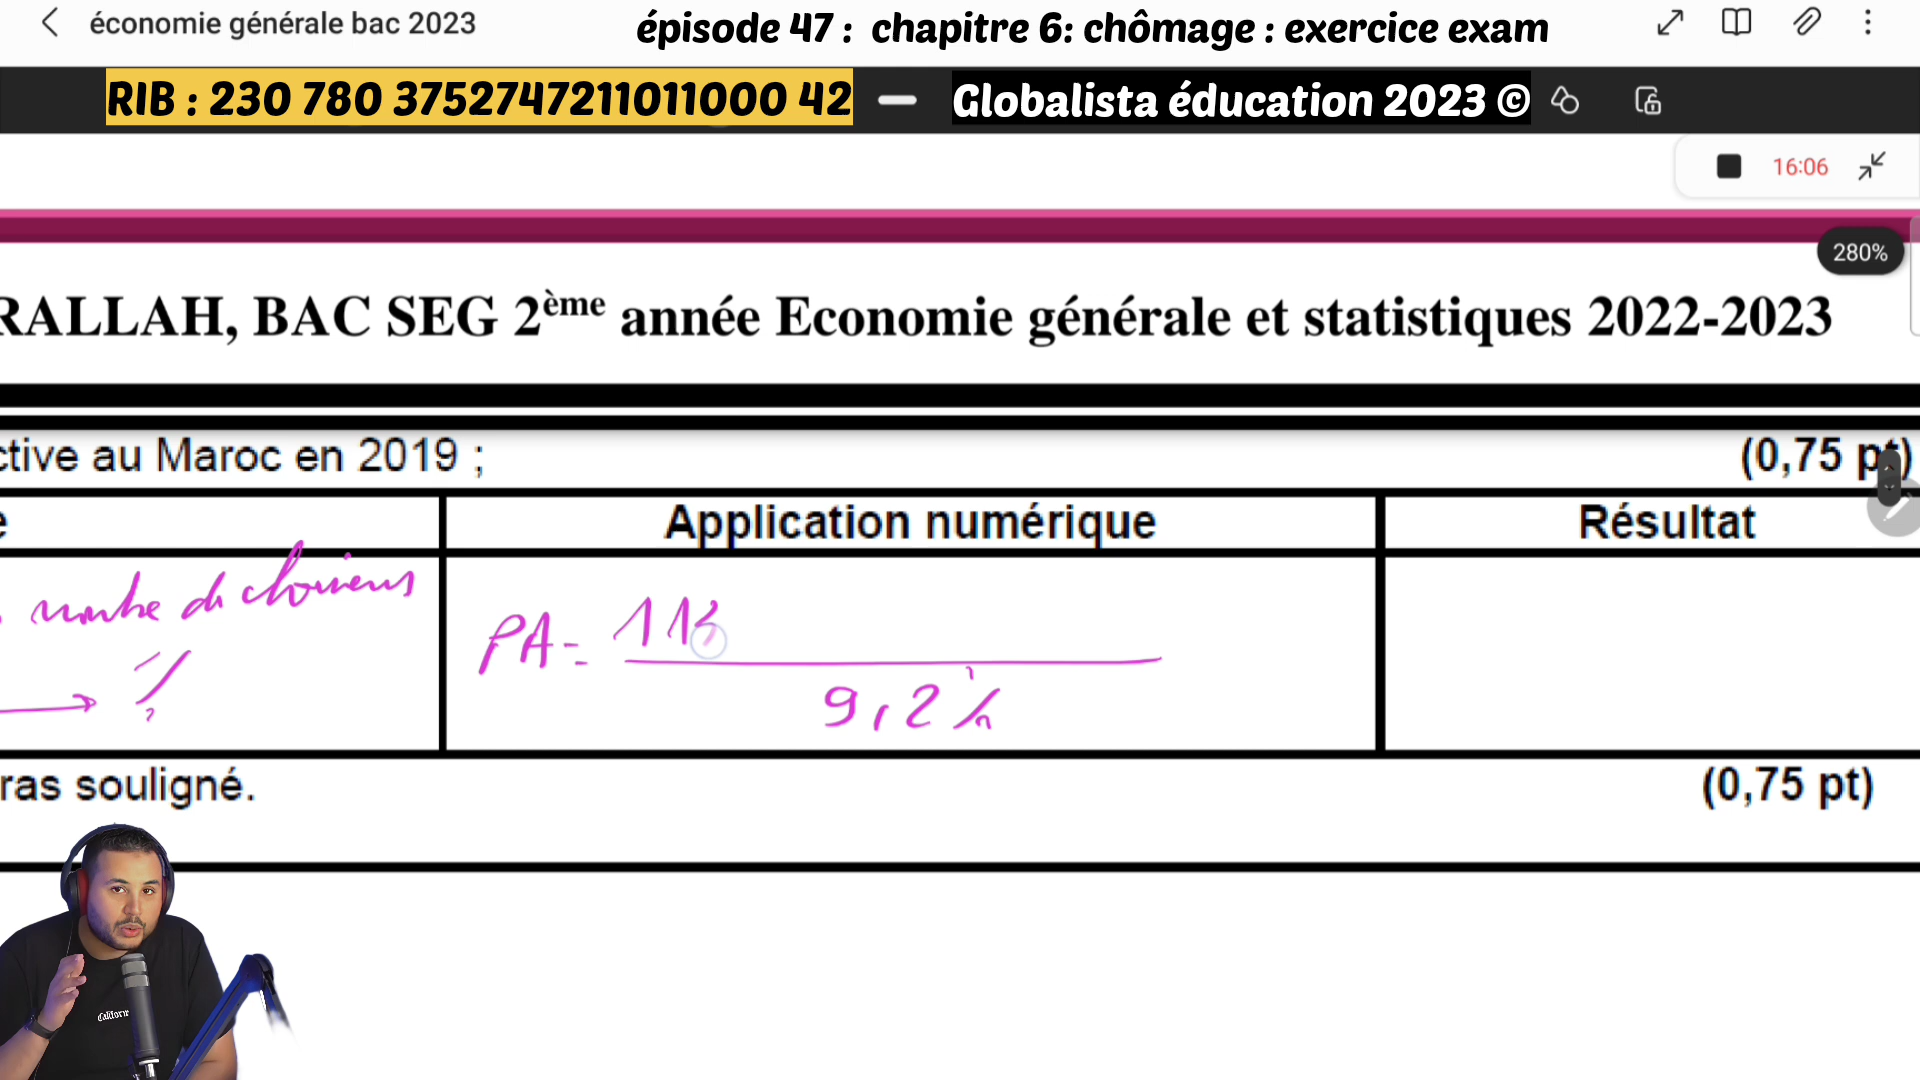 économie générale bac 2023
épisode 47 : chapitre 6: chômage : exercice exam
RIB : 230 780 3752747211011000 42
Globalista éducation 2023 ©
16:06
280%
RALLAH, BAC SEG 2ème année Economie générale et statistiques 2022-2023
ctive au Maroc en 2019 ; (0,75 pt)
e Application numérique Résultat
nombre de chômeurs
PA =
9,2%
ras souligné. (0,75 pt)